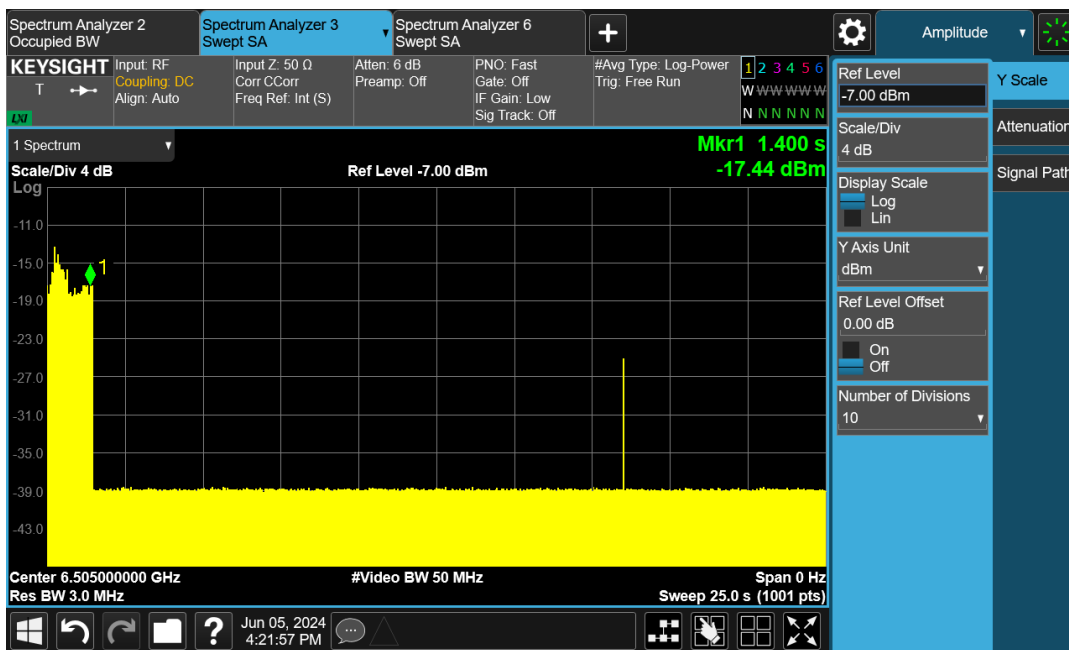 Spectrum Analyzer 2
Occupied BW
Spectrum Analyzer 3
Swept SA
Spectrum Analyzer 6
Swept SA
Amplitude
KEYSIGHT
T
LXI
Input: RF
Coupling: DC
Align: Auto
Input Z: 50 Ω
Corr CCorr
Freq Ref: Int (S)
Atten: 6 dB
Preamp: Off
PNO: Fast
Gate: Off
IF Gain: Low
Sig Track: Off
#Avg Type: Log-Power
Trig: Free Run
1 2 3 4 5 6
W W W W W W
N N N N N N
1 Spectrum
Mkr1 1.400 s
Scale/Div 4 dB
Ref Level -7.00 dBm
-17.44 dBm
Log
-11.0
-15.0
-19.0
-23.0
-27.0
-31.0
-35.0
-39.0
-43.0
1
Center 6.505000000 GHz
#Video BW 50 MHz
Span 0 Hz
Res BW 3.0 MHz
Sweep 25.0 s (1001 pts)
Ref Level
-7.00 dBm
Scale/Div
4 dB
Display Scale
Log
Lin
Y Axis Unit
dBm
Ref Level Offset
0.00 dB
On
Off
Number of Divisions
10
Y Scale
Attenuation
Signal Path
?
Jun 05, 2024
4:21:57 PM